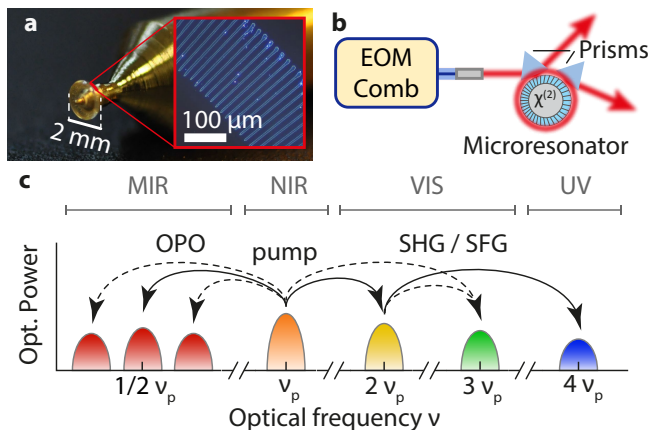 a
2 mm
100 μm
b
EOM
Comb
Prisms
χ(2)
Microresonator
c
MIR
NIR
VIS
UV
OPO
pump
SHG / SFG
Opt. Power
1/2 νp
νp
2 νp
3 νp
4 νp
Optical frequency ν